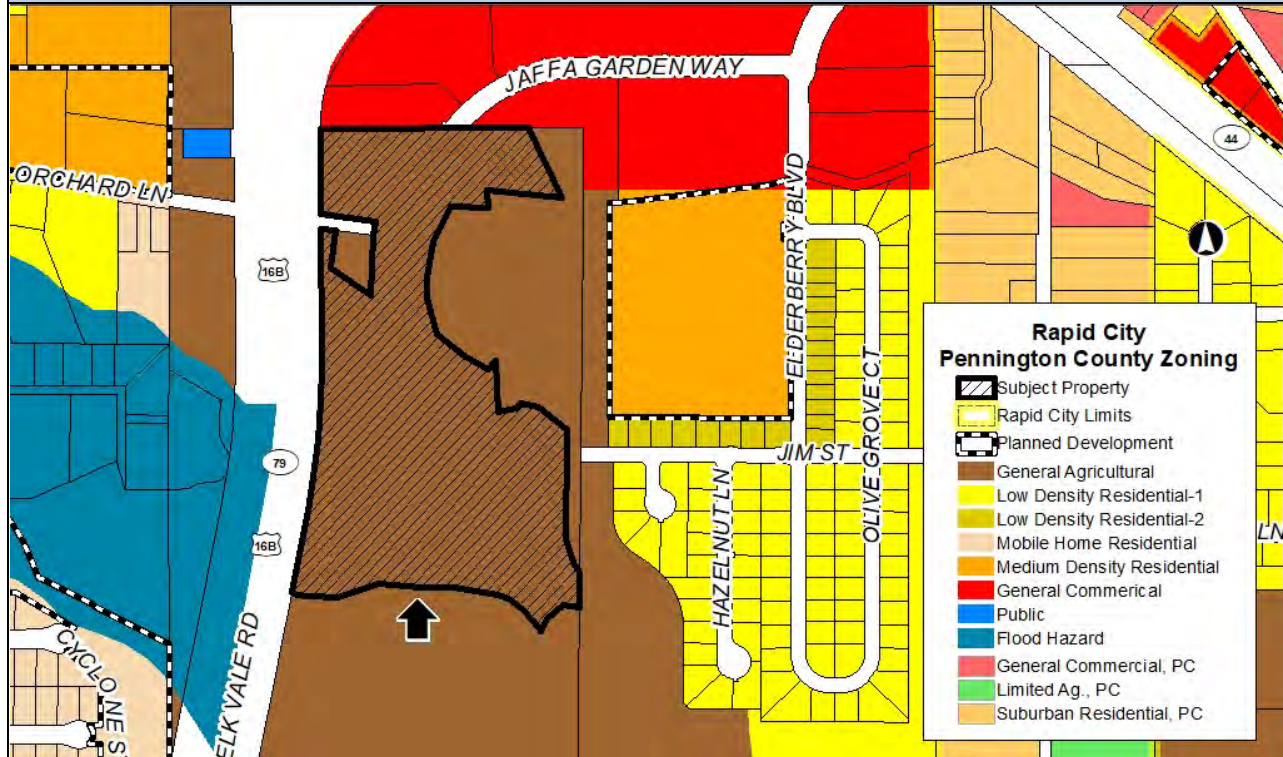 JAFFA GARDEN WAY
44
ORCHARD LN
ELDERBERRY BLVD
16B
OLIVE GROVE CT
Rapid City
Pennington County Zoning
Subject Property
Rapid City Limits
Planned Development
General Agricultural
Low Density Residential-1
Low Density Residential-2
Mobile Home Residential
Medium Density Residential
General Commerical
Public
Flood Hazard
General Commercial, PC
Limited Ag., PC
Suburban Residential, PC
JIM ST
79
HAZELNUT LN
LN
16B
CYCLONE S
ELK VALE RD